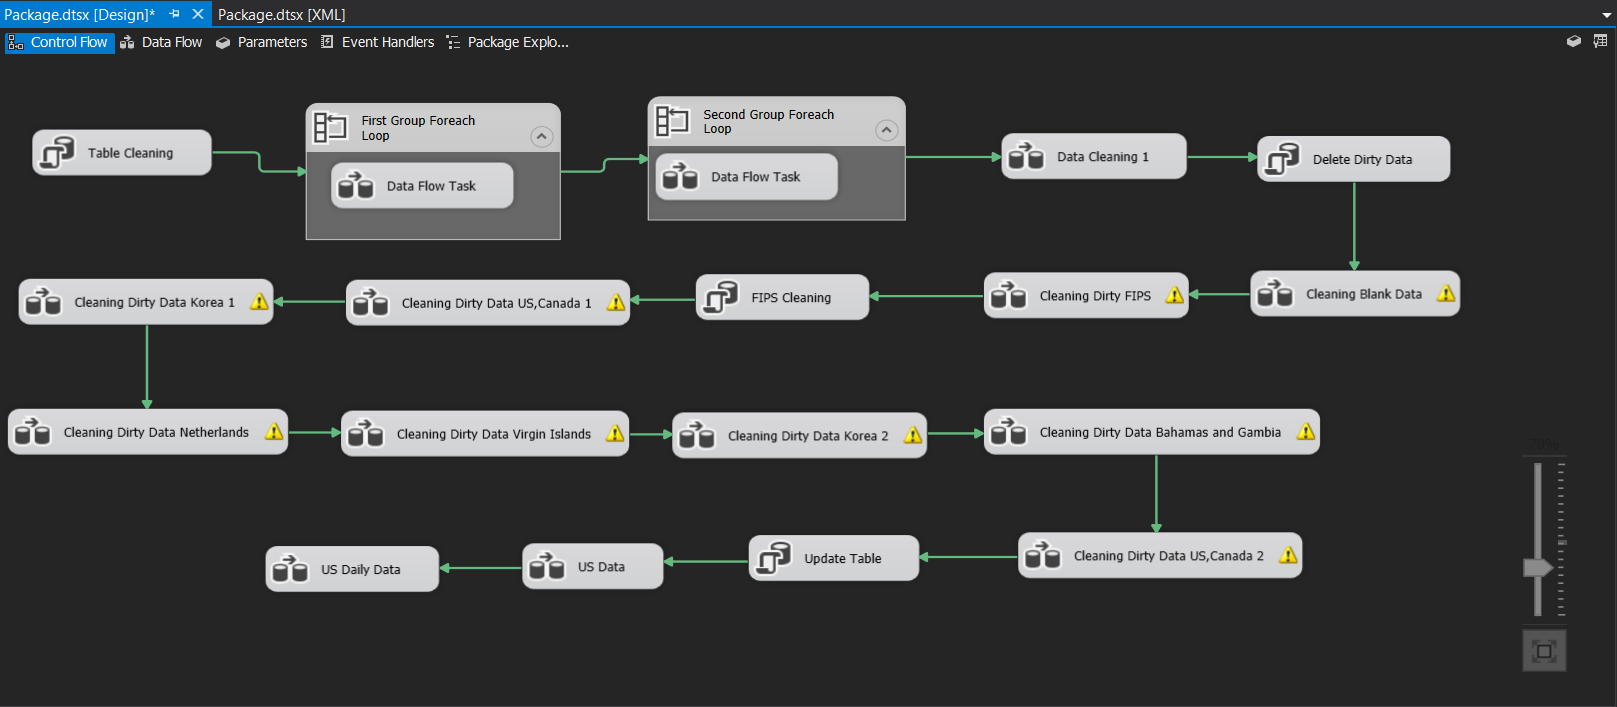 Package.dtsx [Design]*
Package.dtsx [XML]
Control Flow
Data Flow
Parameters
Event Handlers
Package Explo...
Table Cleaning
First Group Foreach
Loop
Data Flow Task
Second Group Foreach
Loop
Data Flow Task
Data Cleaning 1
Delete Dirty Data
Cleaning Dirty Data Korea 1
Cleaning Dirty Data US,Canada 1
FIPS Cleaning
Cleaning Dirty FIPS
Cleaning Blank Data
Cleaning Dirty Data Netherlands
Cleaning Dirty Data Virgin Islands
Cleaning Dirty Data Korea 2
Cleaning Dirty Data Bahamas and Gambia
70%
US Daily Data
US Data
Update Table
Cleaning Dirty Data US,Canada 2